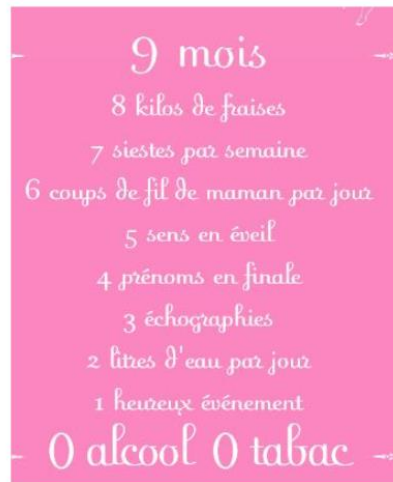 9 mois
8 kilos de fraises
7 siestes par semaine
6 coups de fil de maman par jour
5 sens en éveil
4 prénoms en finale
3 échographies
2 litres d'eau par jour
1 heureux événement
0 alcool 0 tabac